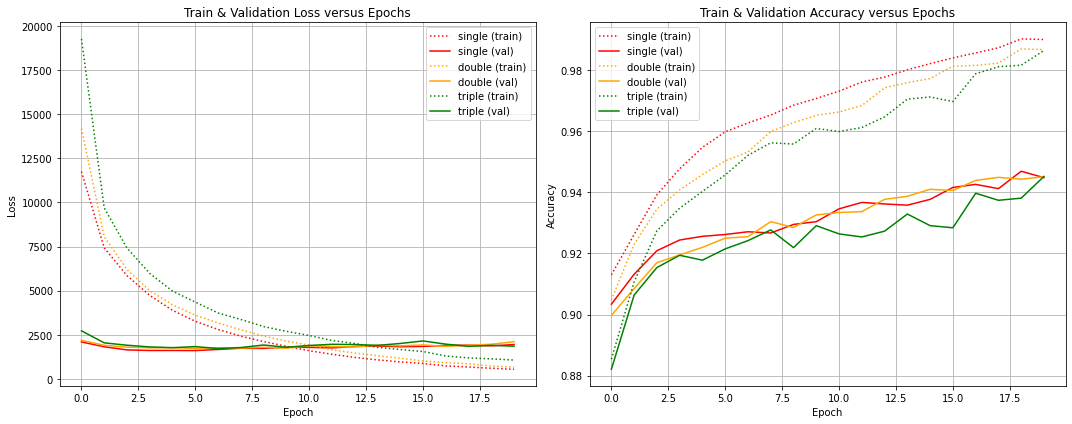 Train & Validation Loss versus Epochs
20000
17500
15000
12500
10000
7500
5000
2500
0
Loss
0.0 2.5 5.0 7.5 10.0 12.5 15.0 17.5
Epoch
single (train)
single (val)
double (train)
double (val)
triple (train)
triple (val)
Train & Validation Accuracy versus Epochs
0.98
0.96
0.94
0.92
0.90
0.88
Accuracy
0.0 2.5 5.0 7.5 10.0 12.5 15.0 17.5
Epoch
single (train)
single (val)
double (train)
double (val)
triple (train)
triple (val)